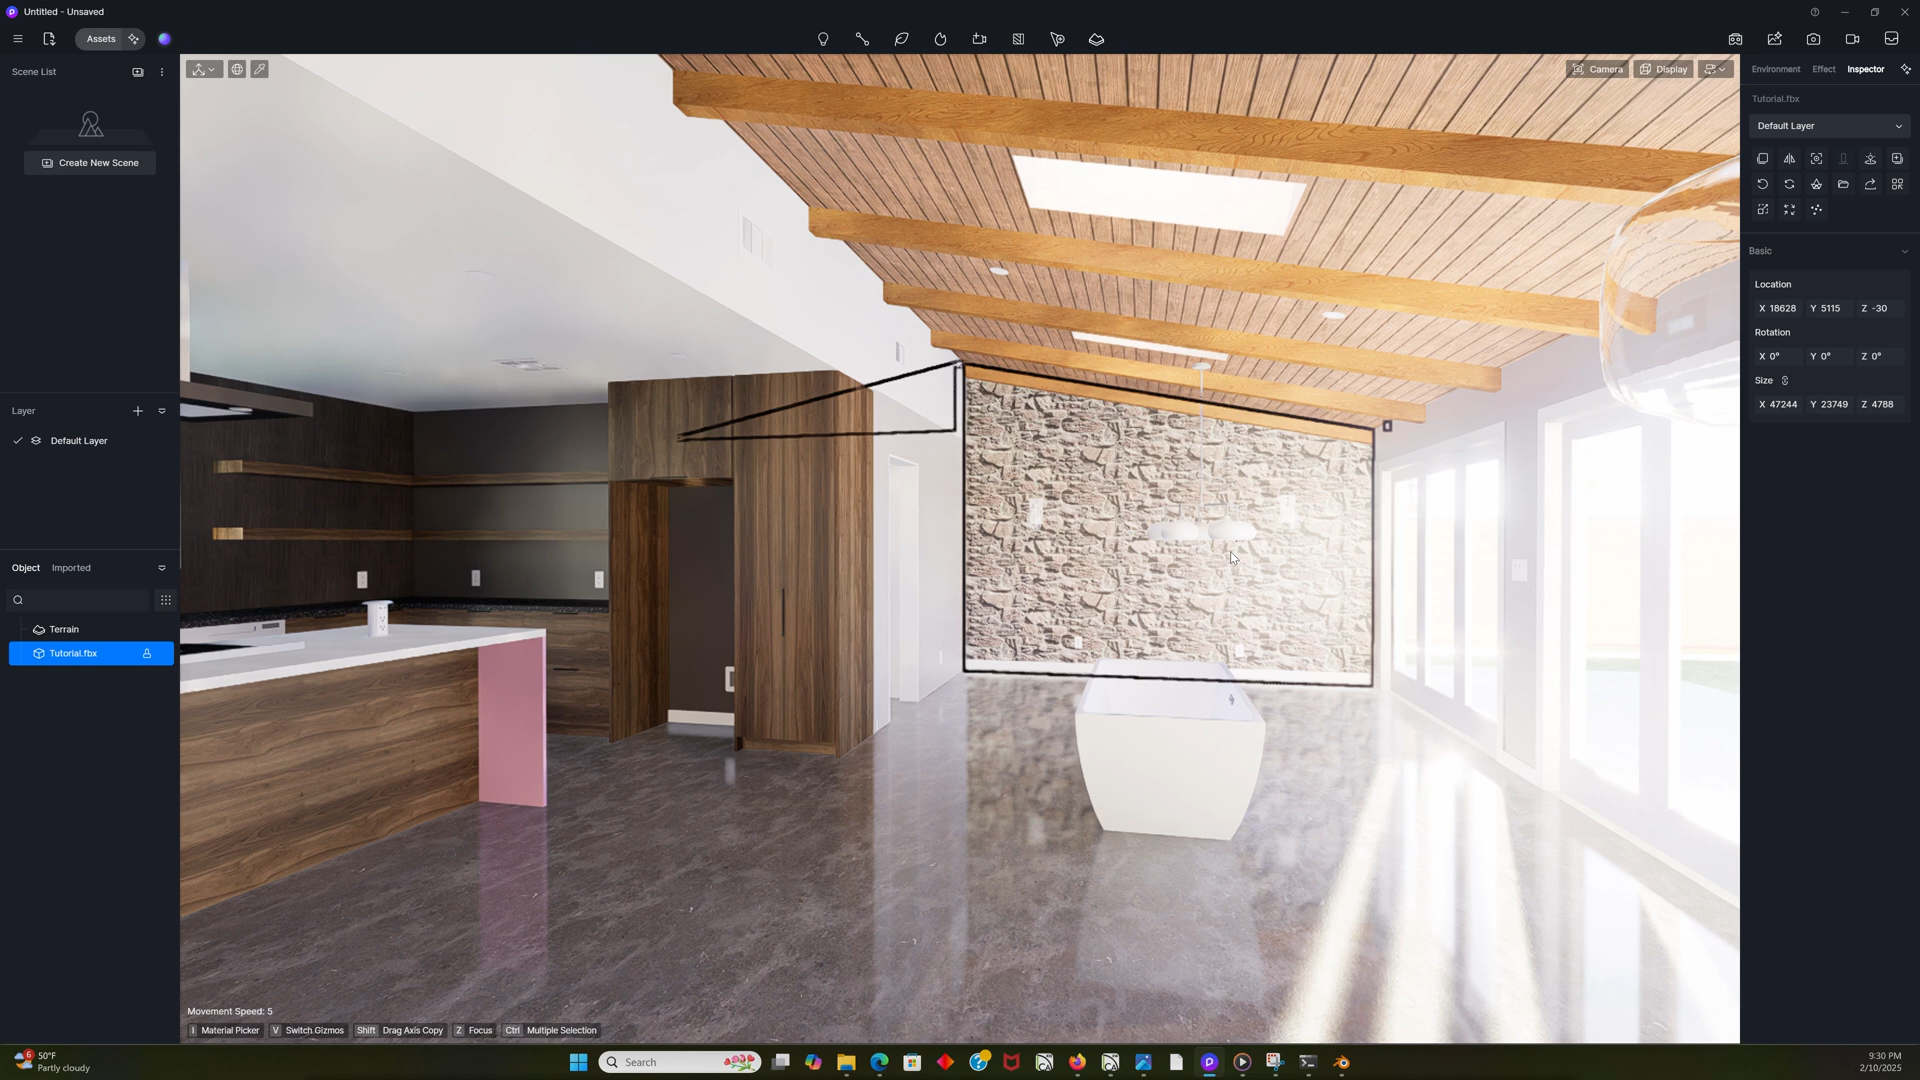 Untitled - Unsaved
Assets
Scene List
Create New Scene
Layer
Default Layer
Object Imported
Terrain
Tutorial.fbx
Camera Display
Movement Speed: 5
I Material Picker V Switch Gizmos Shift Drag Axis Copy Z Focus Ctrl Multiple Selection
Environment Effect Inspector
Tutorial.fbx
Default Layer
Basic
Location
X 18628 Y 5115 Z -30
Rotation
X 0° Y 0° Z 0°
Size
X 47244 Y 23749 Z 4788
6
50°F
Partly cloudy
Search
9:30 PM
2/10/2025